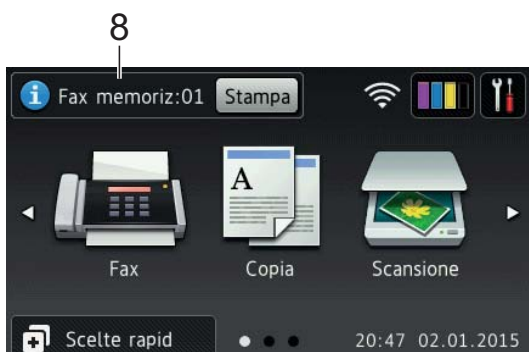 8
Fax memoriz:01 Stampa
A
Fax Copia Scansione
Scelte rapid 20:47 02.01.2015